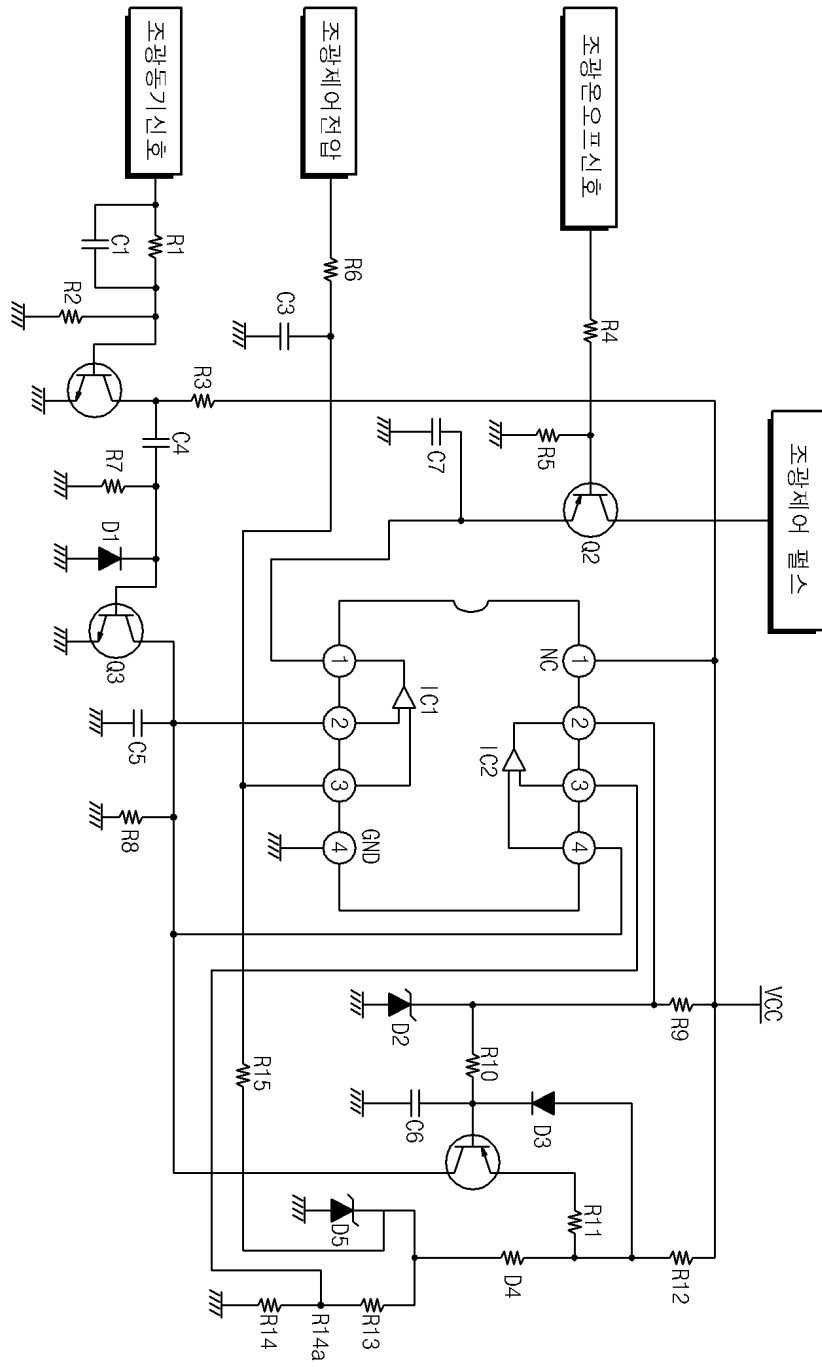 조광제어 펄스
VCC
R9
R12
조광온오프신호
R4
R5
Q2
1
2
3
4
NC
IC2
R11
D3
D4
R10
C7
IC1
D2
C6
GND
1
2
3
4
조광제어전압
R6
C3
D5
R13
R14a
R14
R15
R3
조광동기신호
R1
C1
R2
C4
R7
D1
Q3
C5
R8